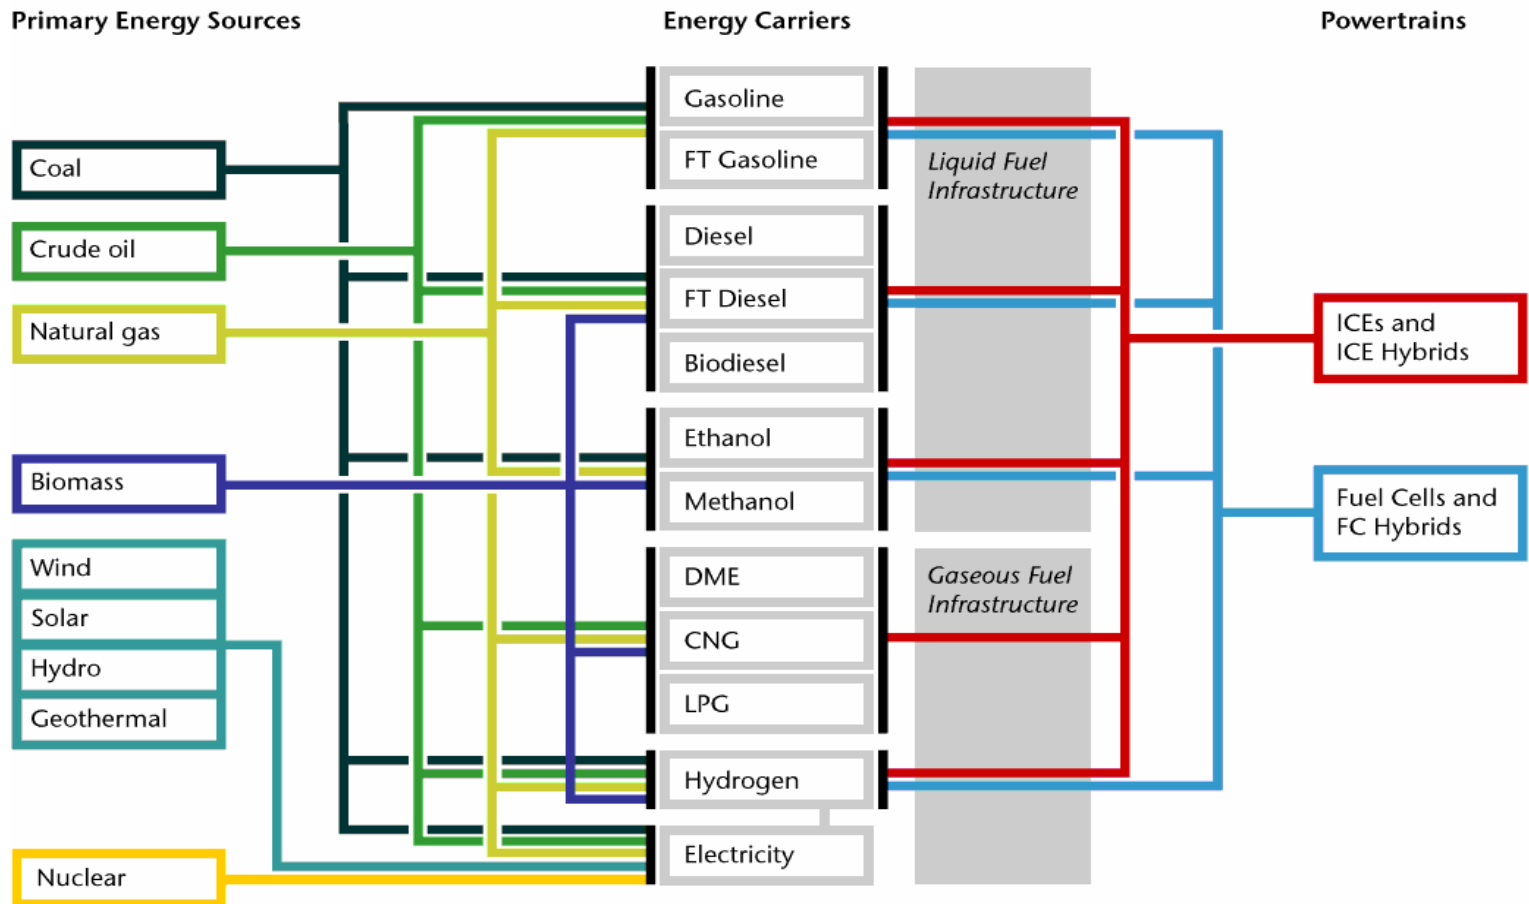 Primary Energy Sources
Energy Carriers
Powertrains
Coal
Crude oil
Natural gas
Biomass
Wind
Solar
Hydro
Geothermal
Nuclear
Gasoline
FT Gasoline
Diesel
FT Diesel
Biodiesel
Ethanol
Methanol
DME
CNG
LPG
Hydrogen
Electricity
Liquid Fuel
Infrastructure
Gaseous Fuel
Infrastructure
ICEs and
ICE Hybrids
Fuel Cells and
FC Hybrids